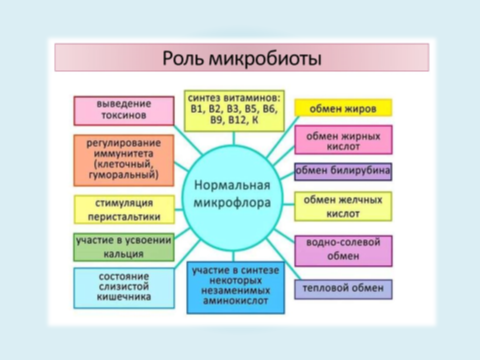 Роль микробиоты
синтез витаминов:
В1, В2, В3, В5, В6,
В9, В12, К
выведение
токсинов
регулирование
иммунитета
(клеточный,
гуморальный)
стимуляция
перистальтики
участие в усвоении
кальция
состояние
слизистой
кишечника
Нормальная
микрофлора
участие в синтезе
некоторых
незаменимых
аминокислот
обмен жиров
обмен жирных
кислот
обмен билирубина
обмен желчных
кислот
водно-солевой
обмен
тепловой обмен